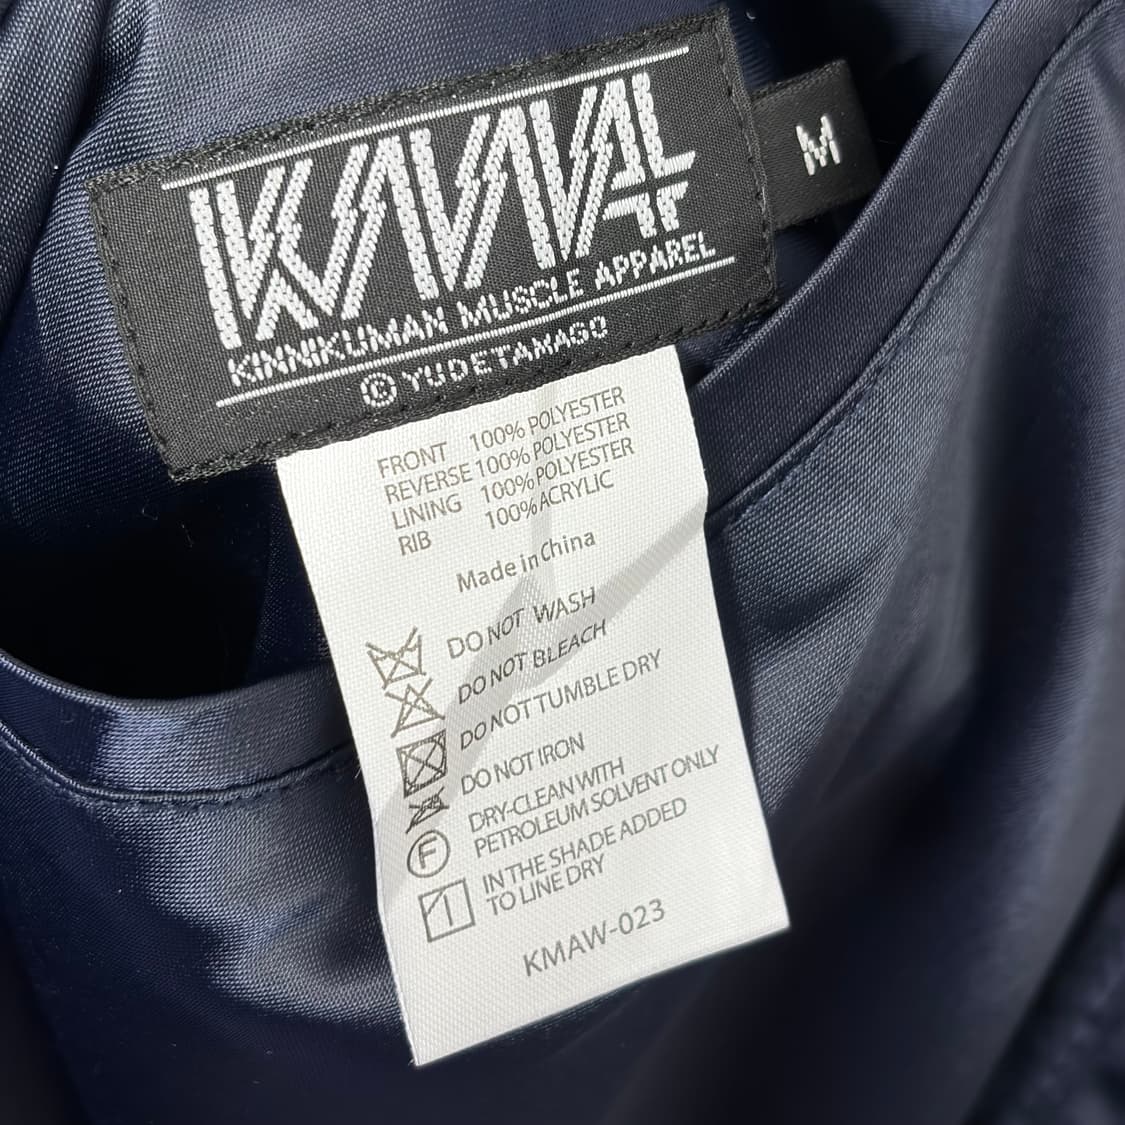 KMA
M
KINNIKUMAN MUSCLE APPAREL
© YUDETAMAGO
FRONT 100% POLYESTER
REVERSE 100% POLYESTER
LINING 100% POLYESTER
RIB 100% ACRYLIC
Made in China
DO NOT WASH
DO NOT BLEACH
DO NOT TUMBLE DRY
DO NOT IRON
DRY-CLEAN WITH
PETROLEUM SOLVENT ONLY
F
IN THE SHADE ADDED
TO LINE DRY
KMAW-023